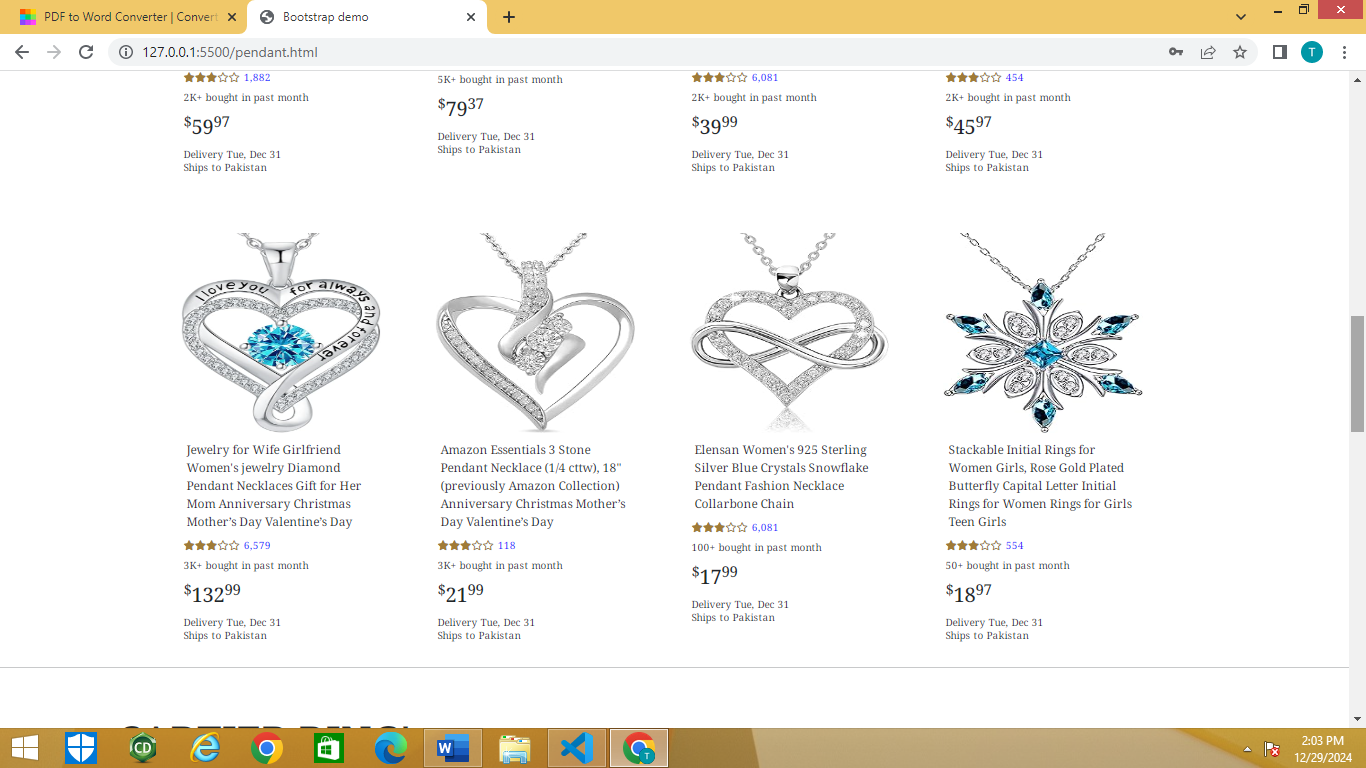 PDF to Word Converter | Convert
Bootstrap demo
127.0.0.1:5500/pendant.html
T
1,882
2K+ bought in past month
$5997
Delivery Tue, Dec 31
Ships to Pakistan
5K+ bought in past month
$7937
Delivery Tue, Dec 31
Ships to Pakistan
6,081
2K+ bought in past month
$3999
Delivery Tue, Dec 31
Ships to Pakistan
454
2K+ bought in past month
$4597
Delivery Tue, Dec 31
Ships to Pakistan
I love you for always and forever
Jewelry for Wife Girlfriend
Women's jewelry Diamond
Pendant Necklaces Gift for Her
Mom Anniversary Christmas
Mother’s Day Valentine’s Day
6,579
3K+ bought in past month
$13299
Delivery Tue, Dec 31
Ships to Pakistan
Amazon Essentials 3 Stone
Pendant Necklace (1/4 cttw), 18"
(previously Amazon Collection)
Anniversary Christmas Mother’s
Day Valentine’s Day
118
3K+ bought in past month
$2199
Delivery Tue, Dec 31
Ships to Pakistan
Elensan Women's 925 Sterling
Silver Blue Crystals Snowflake
Pendant Fashion Necklace
Collarbone Chain
6,081
100+ bought in past month
$1799
Delivery Tue, Dec 31
Ships to Pakistan
Stackable Initial Rings for
Women Girls, Rose Gold Plated
Butterfly Capital Letter Initial
Rings for Women Rings for Girls
Teen Girls
554
50+ bought in past month
$1897
Delivery Tue, Dec 31
Ships to Pakistan
CD
W
T
2:03 PM
12/29/2024